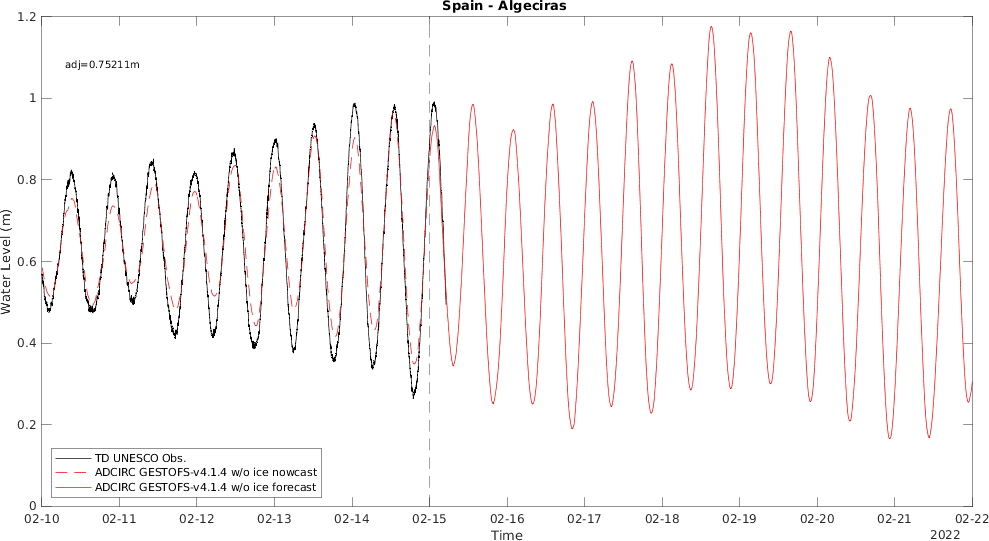 Spain - Algeciras
adj=0.75211m
Water Level (m)
1.2
1
0.8
0.6
0.4
0.2
0
TD UNESCO Obs.
ADCIRC GESTOFS-v4.1.4 w/o ice nowcast
ADCIRC GESTOFS-v4.1.4 w/o ice forecast
02-10 02-11 02-12 02-13 02-14 02-15 02-16 02-17 02-18 02-19 02-20 02-21 02-22
Time
2022